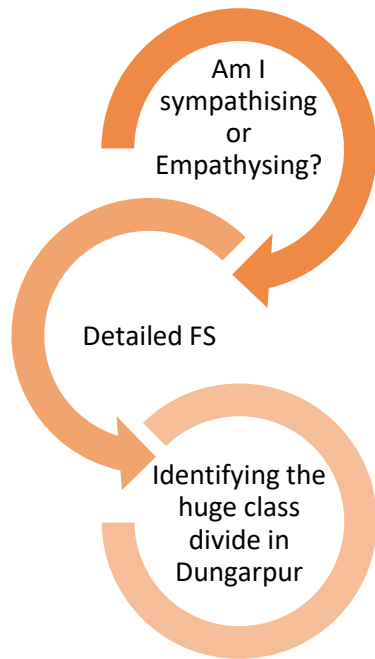 Am I
sympathising
or
Empathysing?
Detailed FS
Identifying the
huge class
divide in
Dungarpur